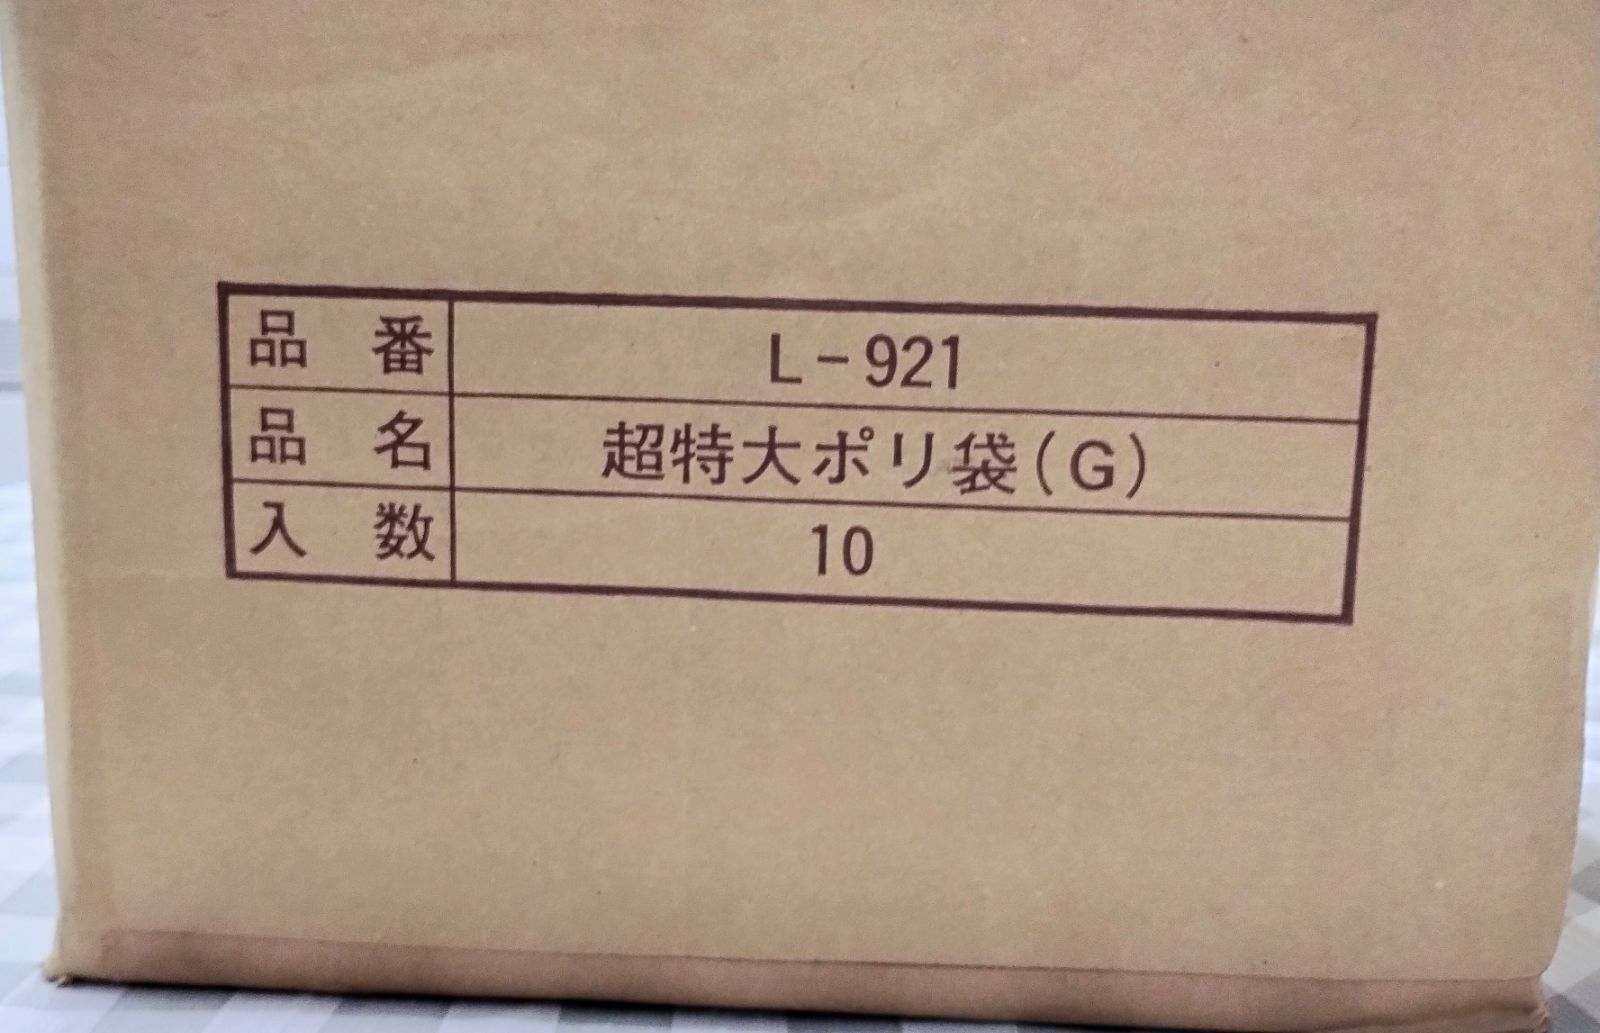 品番 L-921
品名 超特大ポリ袋(G)
入数 10